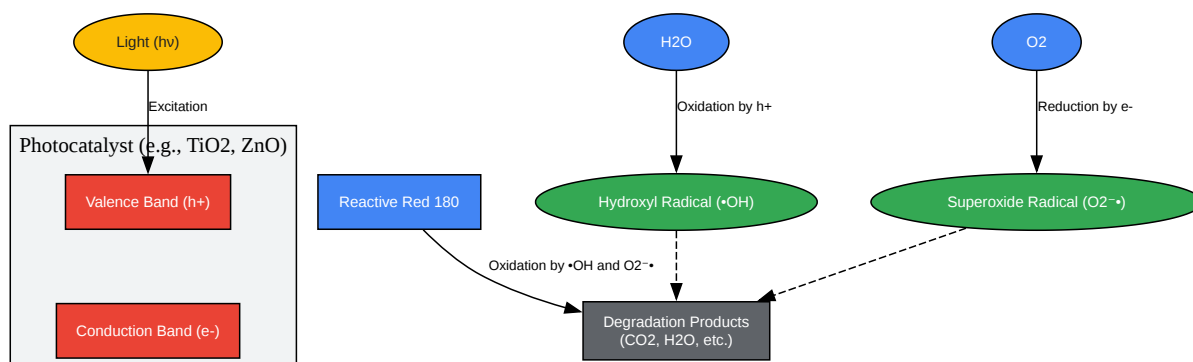 Light (hν)
H2O
O2
Excitation
Oxidation by h+
Reduction by e-
Photocatalyst (e.g., TiO2, ZnO)
Valence Band (h+)
Reactive Red 180
Hydroxyl Radical (•OH)
Superoxide Radical (O2⁻•)
Oxidation by •OH and O2⁻•
Conduction Band (e-)
Degradation Products
(CO2, H2O, etc.)